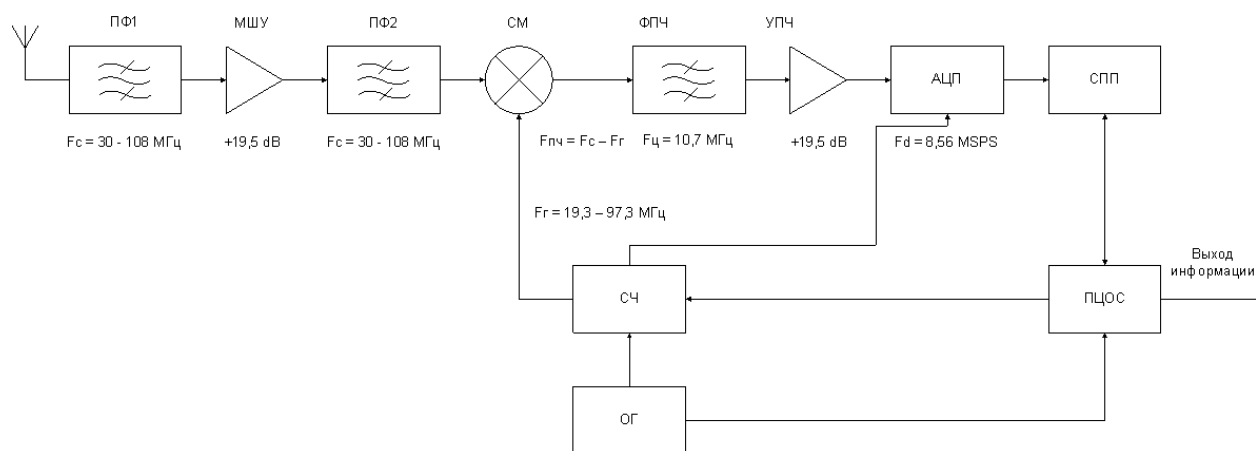 ПФ1
МШУ
ПФ2
СМ
ФПЧ
УПЧ
АЦП
СПП
Fc = 30 - 108 МГц
+19,5 dB
Fc = 30 - 108 МГц
Fпч = Fc – Fг
Fц = 10,7 МГц
+19,5 dB
Fd = 8,56 MSPS
Fг = 19,3 – 97,3 МГц
Выход
информации
СЧ
ПЦОС
ОГ